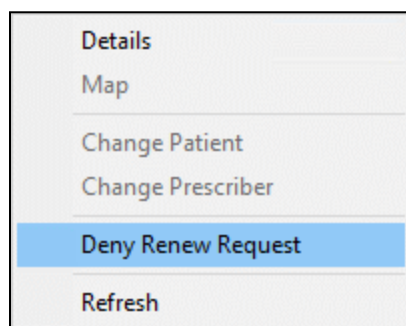 Details
Map
Change Patient
Change Prescriber
Deny Renew Request
Refresh